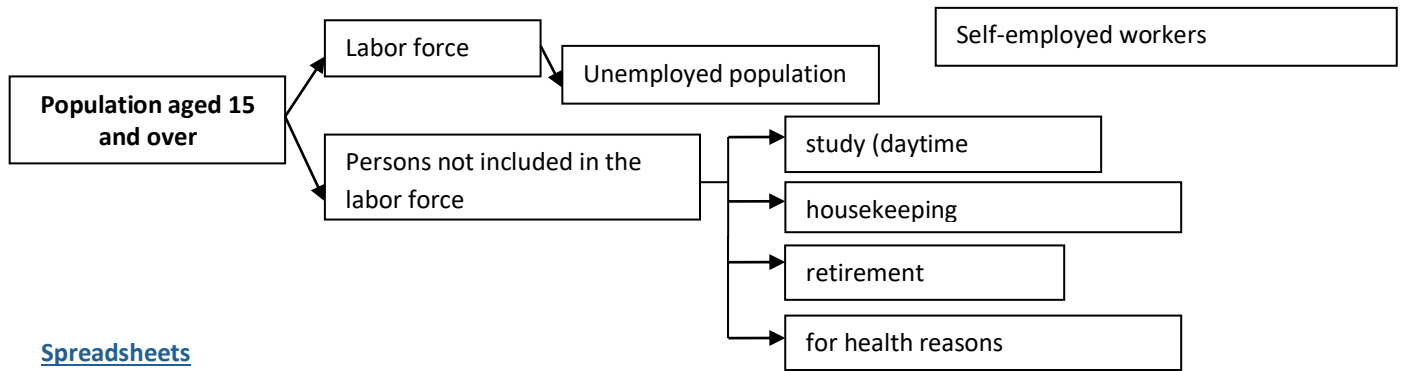 Labor force
Self-employed workers
Unemployed population
Population aged 15
and over
Persons not included in the
labor force
study (daytime
housekeeping
retirement
for health reasons
Spreadsheets